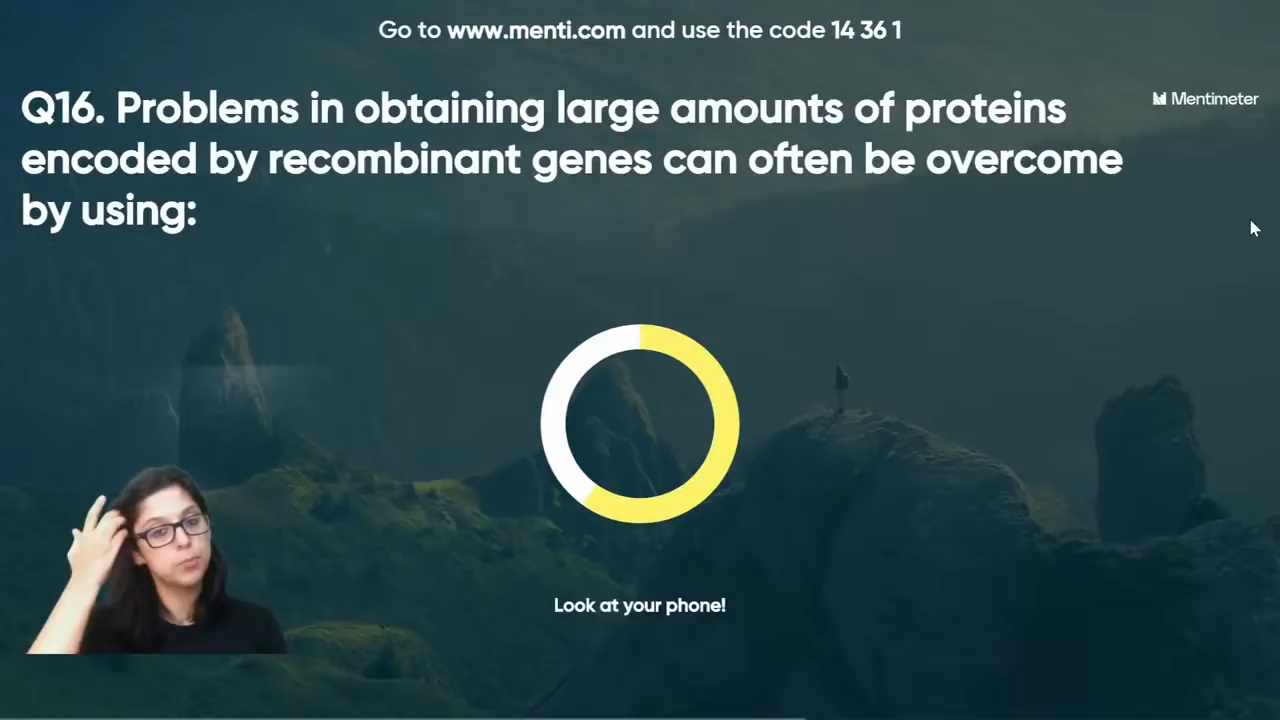 Go to www.menti.com and use the code 14 36 1
Q16. Problems in obtaining large amounts of proteins
encoded by recombinant genes can often be overcome
by using:
Mentimeter
Look at your phone!